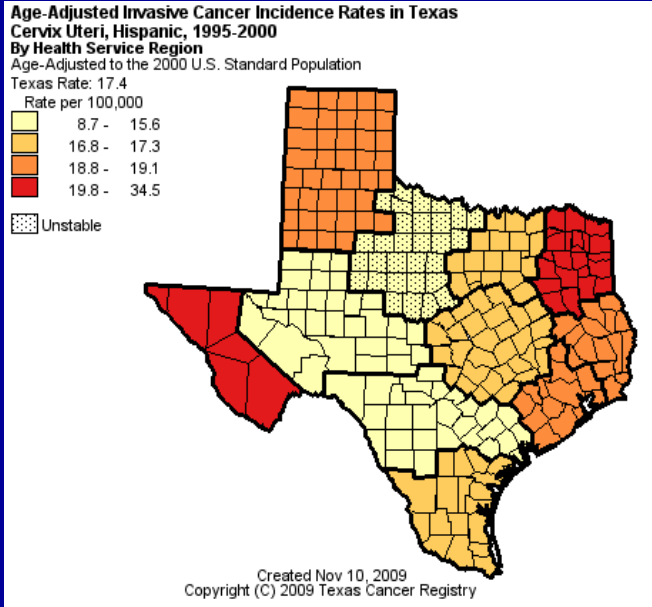 Age-Adjusted Invasive Cancer Incidence Rates in Texas
Cervix Uteri, Hispanic, 1995-2000
By Health Service Region
Age-Adjusted to the 2000 U.S. Standard Population
Texas Rate: 17.4
Rate per 100,000
8.7 - 15.6
16.8 - 17.3
18.8 - 19.1
19.8 - 34.5
Unstable
Created Nov 10, 2009
Copyright (C) 2009 Texas Cancer Registry